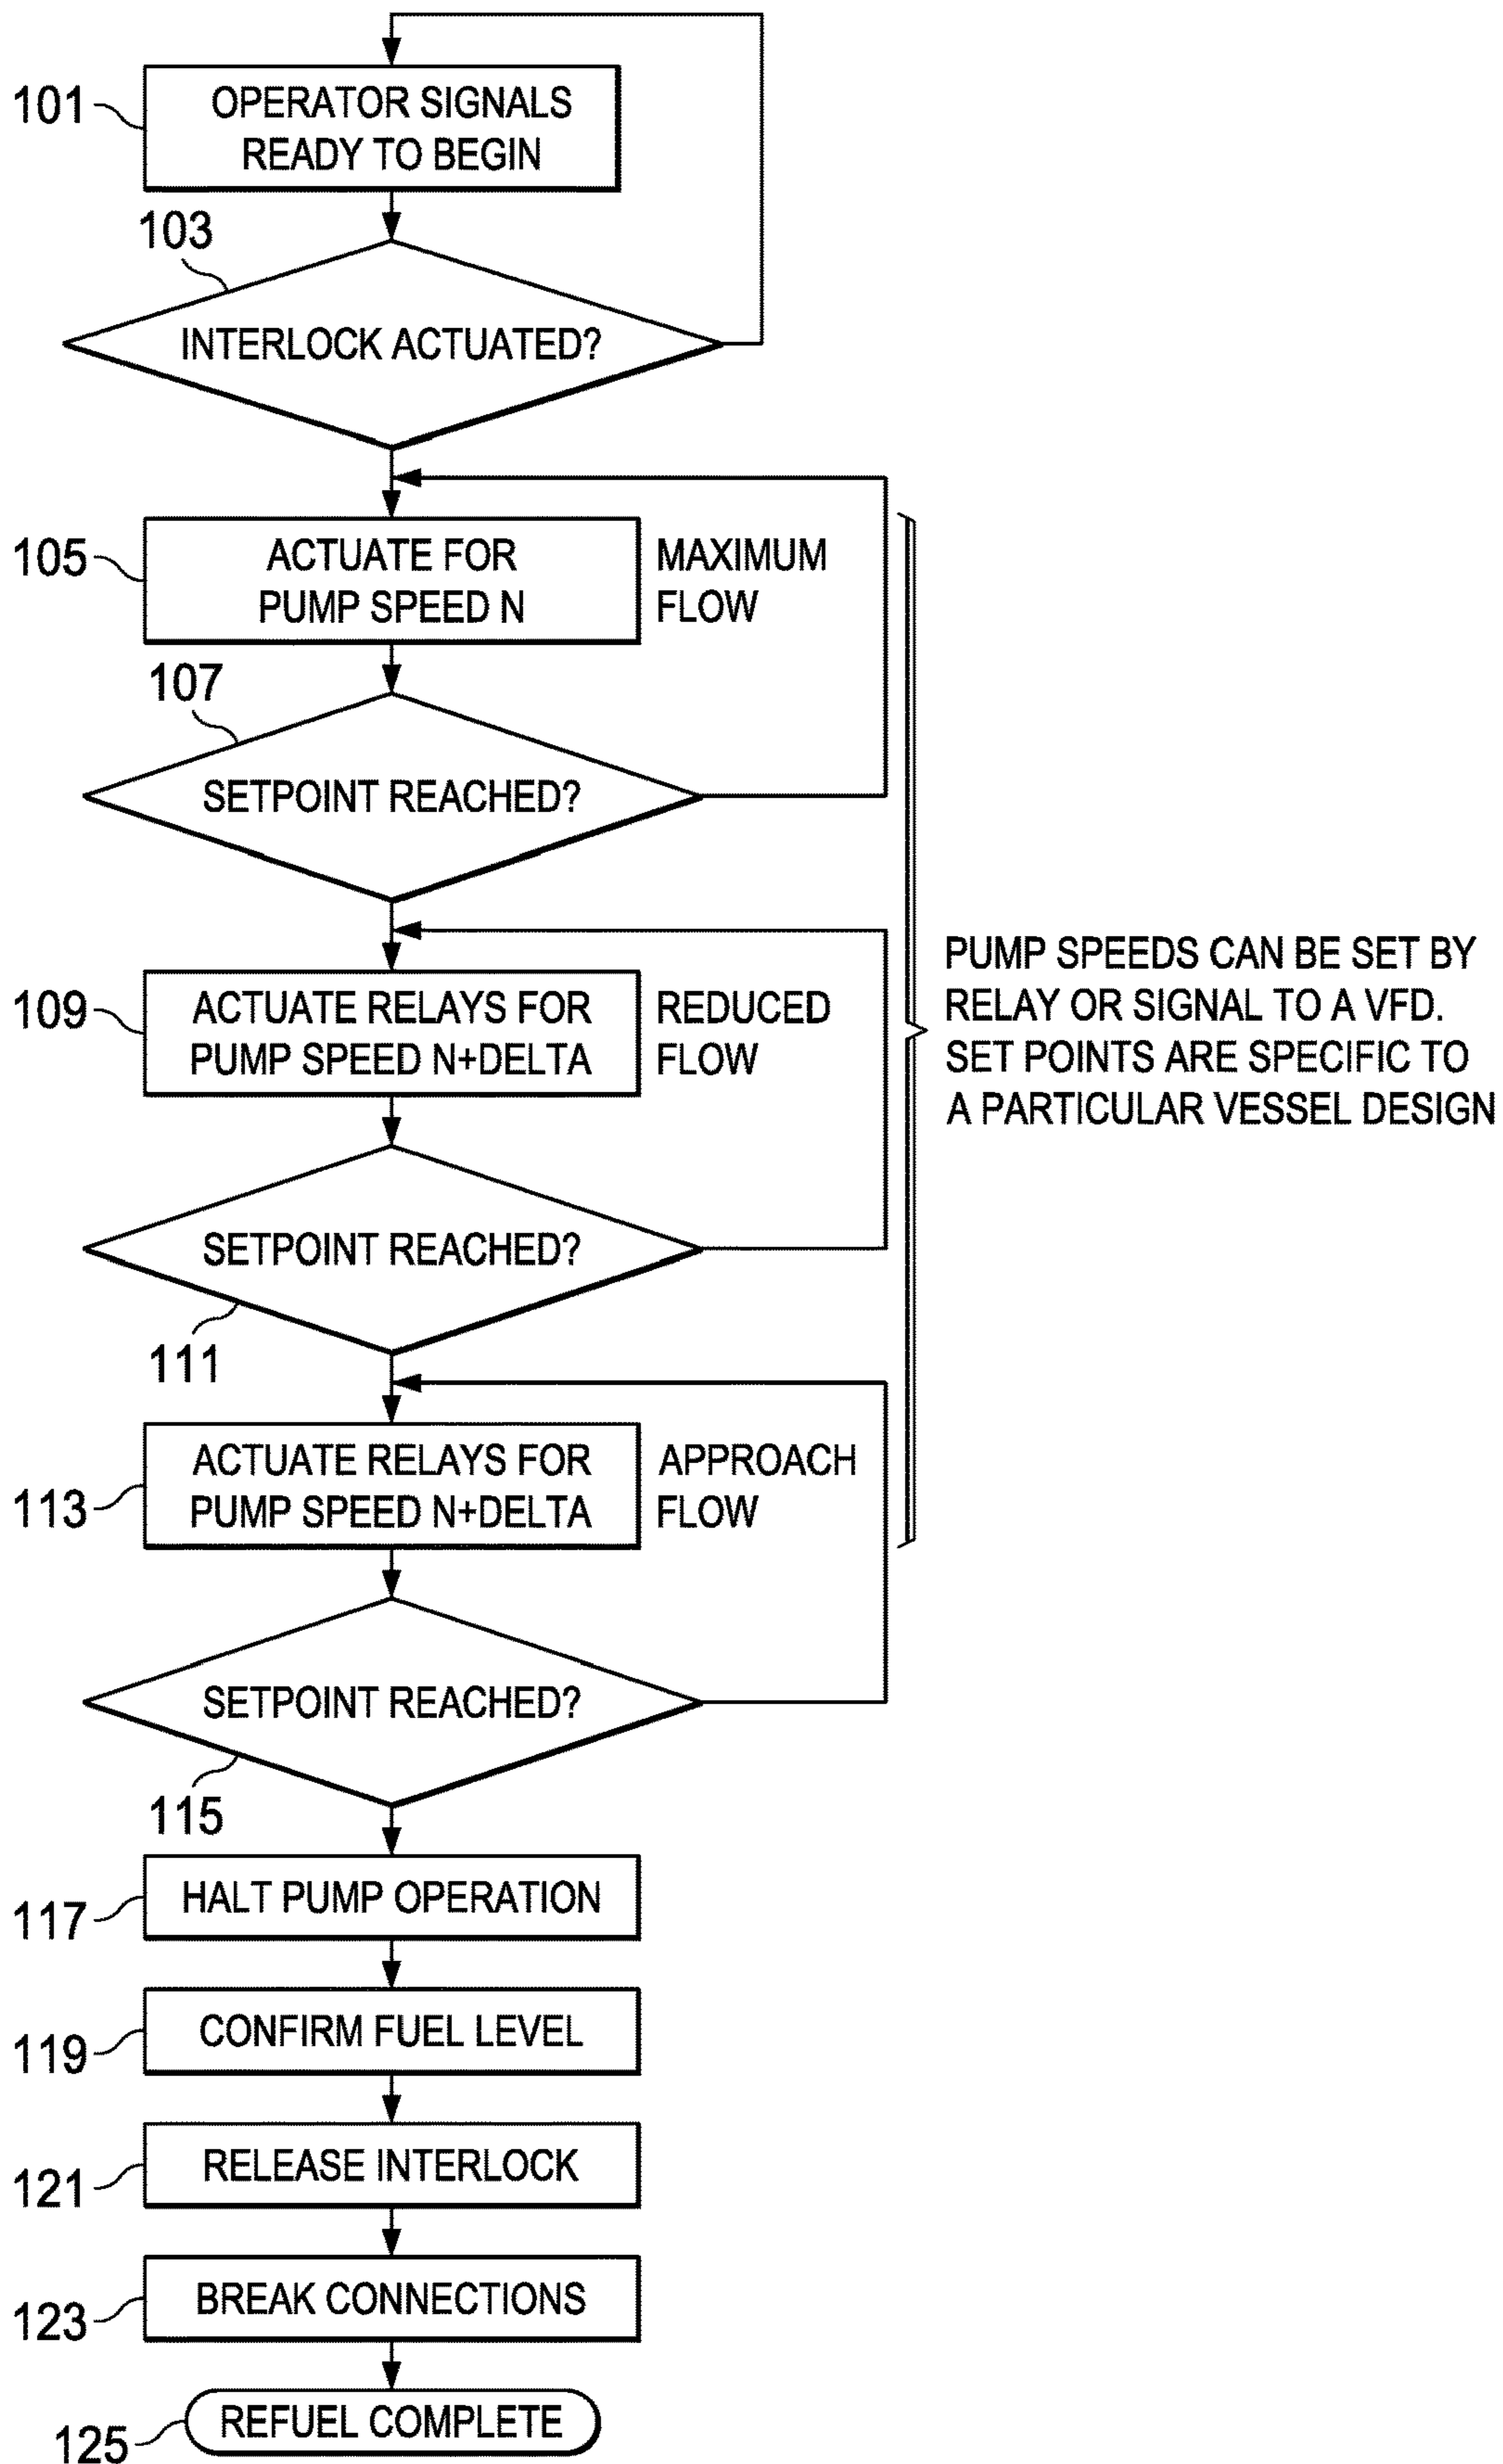 101
OPERATOR SIGNALS
READY TO BEGIN
103
INTERLOCK ACTUATED?
105
ACTUATE FOR
PUMP SPEED N
MAXIMUM
FLOW
107
SETPOINT REACHED?
109
ACTUATE RELAYS FOR
PUMP SPEED N+DELTA
REDUCED
FLOW
PUMP SPEEDS CAN BE SET BY
RELAY OR SIGNAL TO A VFD.
SET POINTS ARE SPECIFIC TO
A PARTICULAR VESSEL DESIGN
SETPOINT REACHED?
111
113
ACTUATE RELAYS FOR
PUMP SPEED N+DELTA
APPROACH
FLOW
SETPOINT REACHED?
115
117
HALT PUMP OPERATION
119
CONFIRM FUEL LEVEL
121
RELEASE INTERLOCK
123
BREAK CONNECTIONS
125
REFUEL COMPLETE